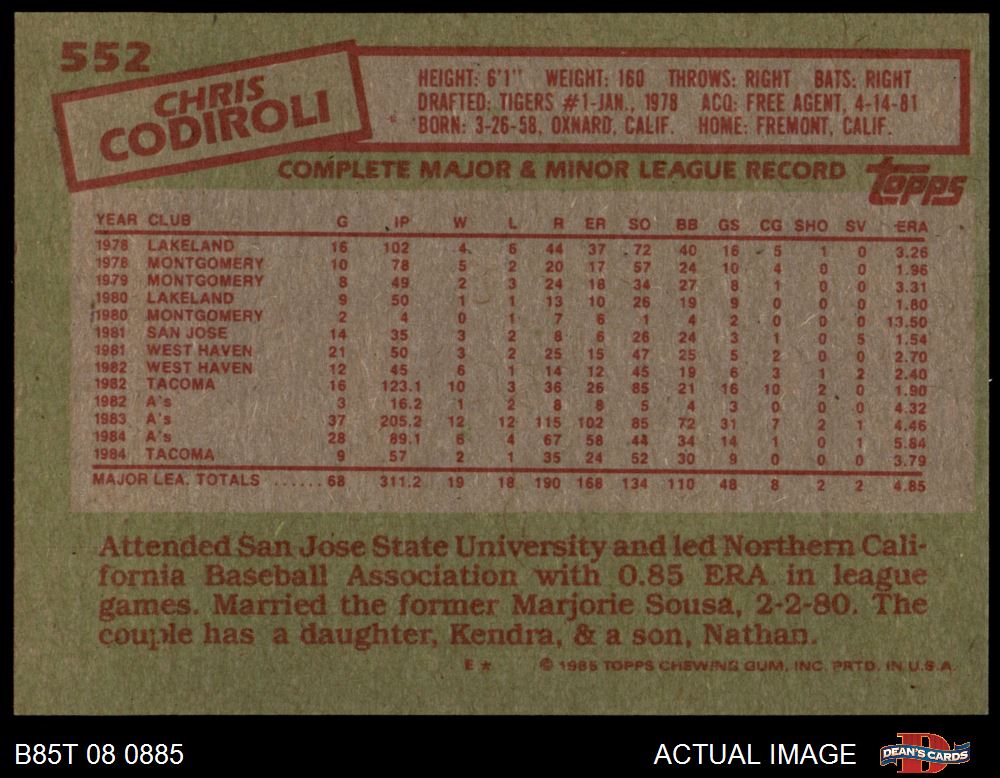 552
CHRIS
CODIROLI
HEIGHT: 6'1" WEIGHT: 160 THROWS: RIGHT BATS: RIGHT
DRAFTED: TIGERS #1-JAN., 1978 ACQ: FREE AGENT, 4-14-81
BORN: 3-26-58, OXNARD, CALIF. HOME: FREMONT, CALIF.
COMPLETE MAJOR & MINOR LEAGUE RECORD
topps
YEAR CLUB G IP W L R ER SO BB GS CG SHO SV ERA
1978 LAKELAND 16 102 4 6 44 37 72 40 16 5 1 0 3.26
1978 MONTGOMERY 10 78 5 2 20 17 57 24 10 4 0 0 1.96
1979 MONTGOMERY 8 49 2 3 24 18 34 27 8 1 0 0 3.31
1980 LAKELAND 9 50 1 1 13 10 26 19 9 0 0 0 1.80
1980 MONTGOMERY 2 4 0 1 7 6 1 4 2 0 0 0 13.50
1981 SAN JOSE 14 35 3 2 8 6 26 24 3 1 0 5 1.54
1981 WEST HAVEN 21 50 3 2 25 15 47 25 5 2 0 0 2.70
1982 WEST HAVEN 12 45 6 1 14 12 45 19 6 3 1 2 2.40
1982 TACOMA 16 123.1 10 3 36 26 85 21 16 10 2 0 1.90
1982 A's 3 16.2 1 2 8 8 5 4 3 0 0 0 4.32
1983 A's 37 205.2 12 12 115 102 85 72 31 7 2 1 4.46
1984 A's 28 89.1 6 4 67 58 44 34 14 1 0 1 5.84
1984 TACOMA 9 57 2 1 35 24 52 30 9 0 0 0 3.79
MAJOR LEA. TOTALS ...... 68 311.2 19 18 190 168 134 110 48 8 2 2 4.85
Attended San Jose State University and led Northern Cali-
fornia Baseball Association with 0.85 ERA in league
games. Married the former Marjorie Sousa, 2-2-80. The
couple has a daughter, Kendra, & a son, Nathan.
E * © 1985 TOPPS CHEWING GUM, INC. PRTD. IN U.S.A.
B85T 08 0885 ACTUAL IMAGE DEAN'S CARDS